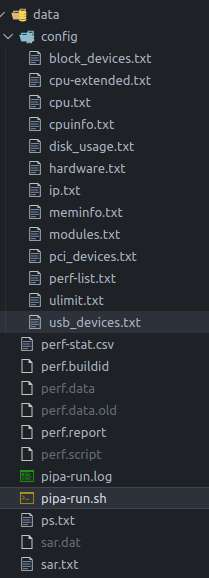 data
config
block_devices.txt
cpu-extended.txt
cpu.txt
cpuinfo.txt
disk_usage.txt
hardware.txt
ip.txt
meminfo.txt
modules.txt
pci_devices.txt
perf-list.txt
ulimit.txt
usb_devices.txt
perf-stat.csv
perf.buildid
perf.data
perf.data.old
perf.report
perf.script
pipa-run.log
pipa-run.sh
ps.txt
sar.dat
sar.txt